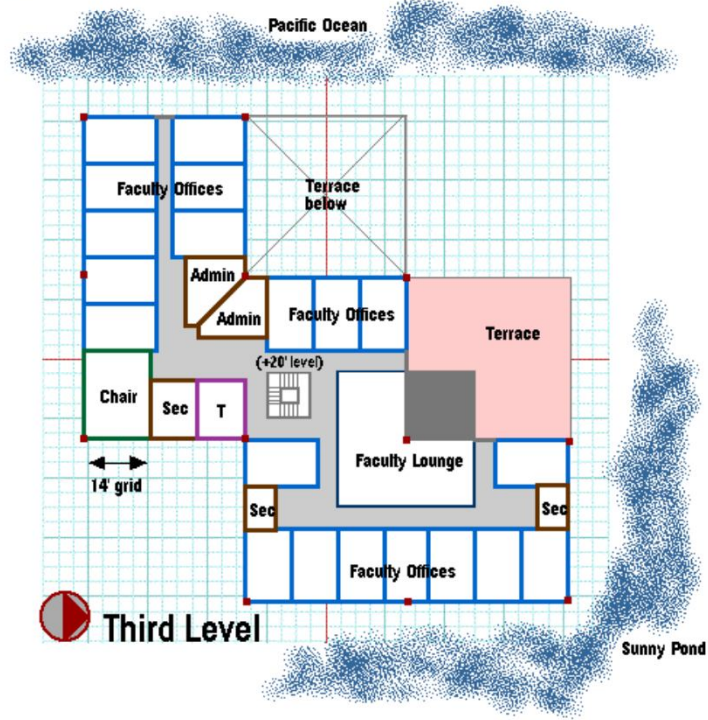 Pacific Ocean
Faculty Offices
Terrace
below
Admin
Admin
Faculty Offices
Terrace
(+20' level)
Chair
Sec
T
Faculty Lounge
14' grid
Sec
Sec
Faculty Offices
Third Level
Sunny Pond